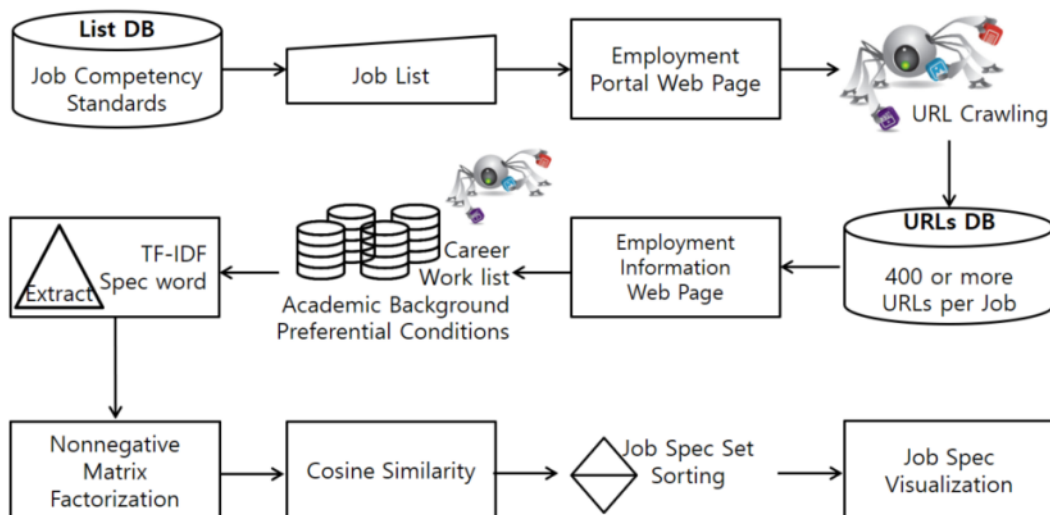 List DB
Job Competency
Standards
Job List
Employment
Portal Web Page
URL Crawling
URLs DB
400 or more
URLs per Job
Employment
Information
Web Page
Career
Work list
Academic Background
Preferential Conditions
TF-IDF
Spec word
Extract
Nonnegative
Matrix
Factorization
Cosine Similarity
Job Spec Set
Sorting
Job Spec
Visualization